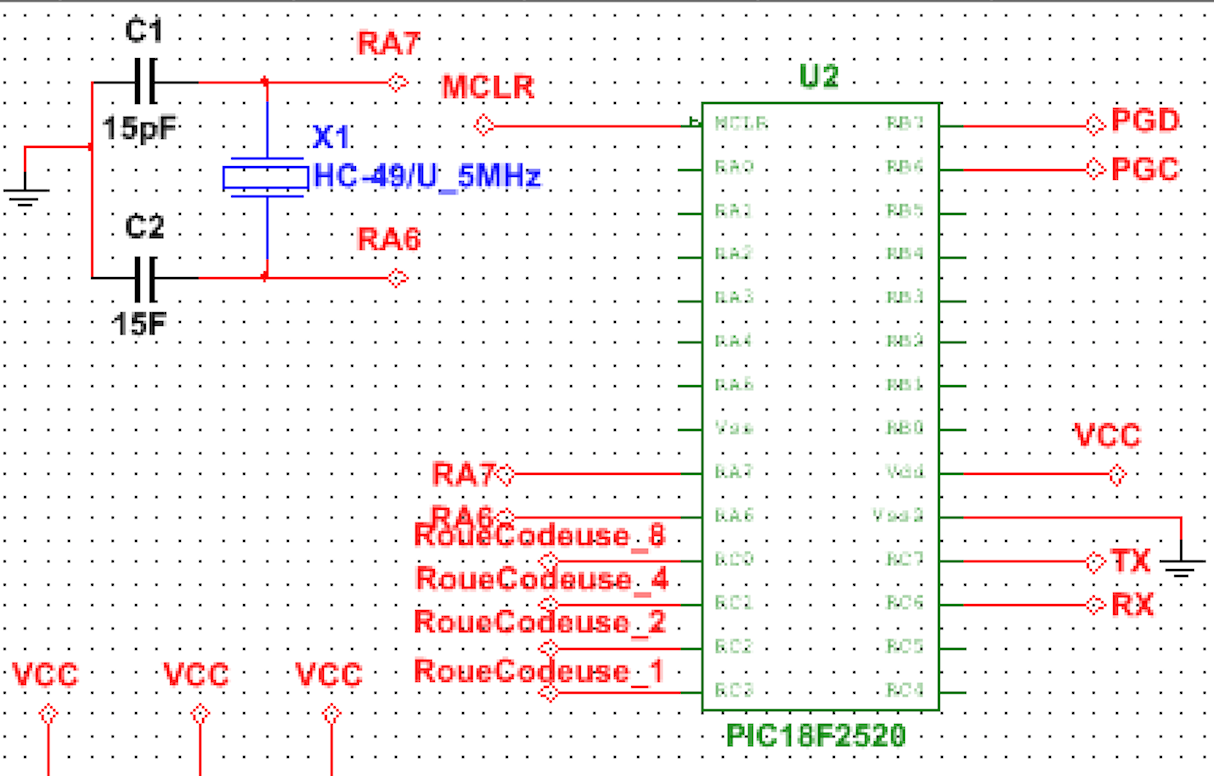 C1
RA7
MCLR
U2
15pF
X1
HC-49/U_5MHz
C2
RA6
15F
MCLR RB7 PGD
RA0 RB6 PGC
RA1 RB5
RA2 RB4
RA3 RB3
RA4 RB2
RA5 RB1
Vss RB0
VCC
RA7 RA7 Vdd
RA6 RA6 Vss2
RoueCodeuse_8 RC0 RC7 TX
RoueCodeuse_4 RC1 RC6 RX
RoueCodeuse_2 RC2 RC5
RoueCodeuse_1 RC3 RC4
VCC VCC VCC
PIC18F2520